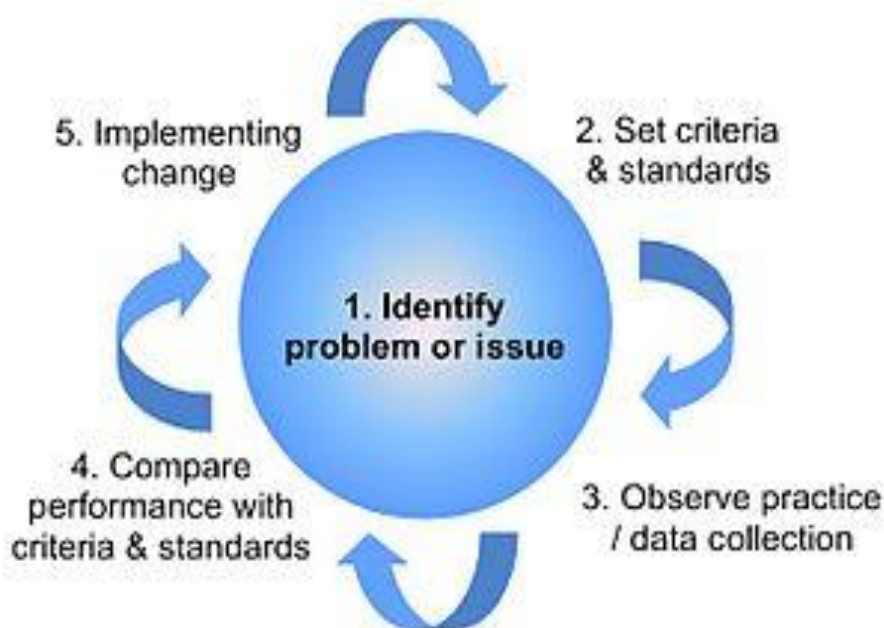 1. Identify
problem or issue
2. Set criteria
& standards
3. Observe practice
/ data collection
4. Compare
performance with
criteria & standards
5. Implementing
change